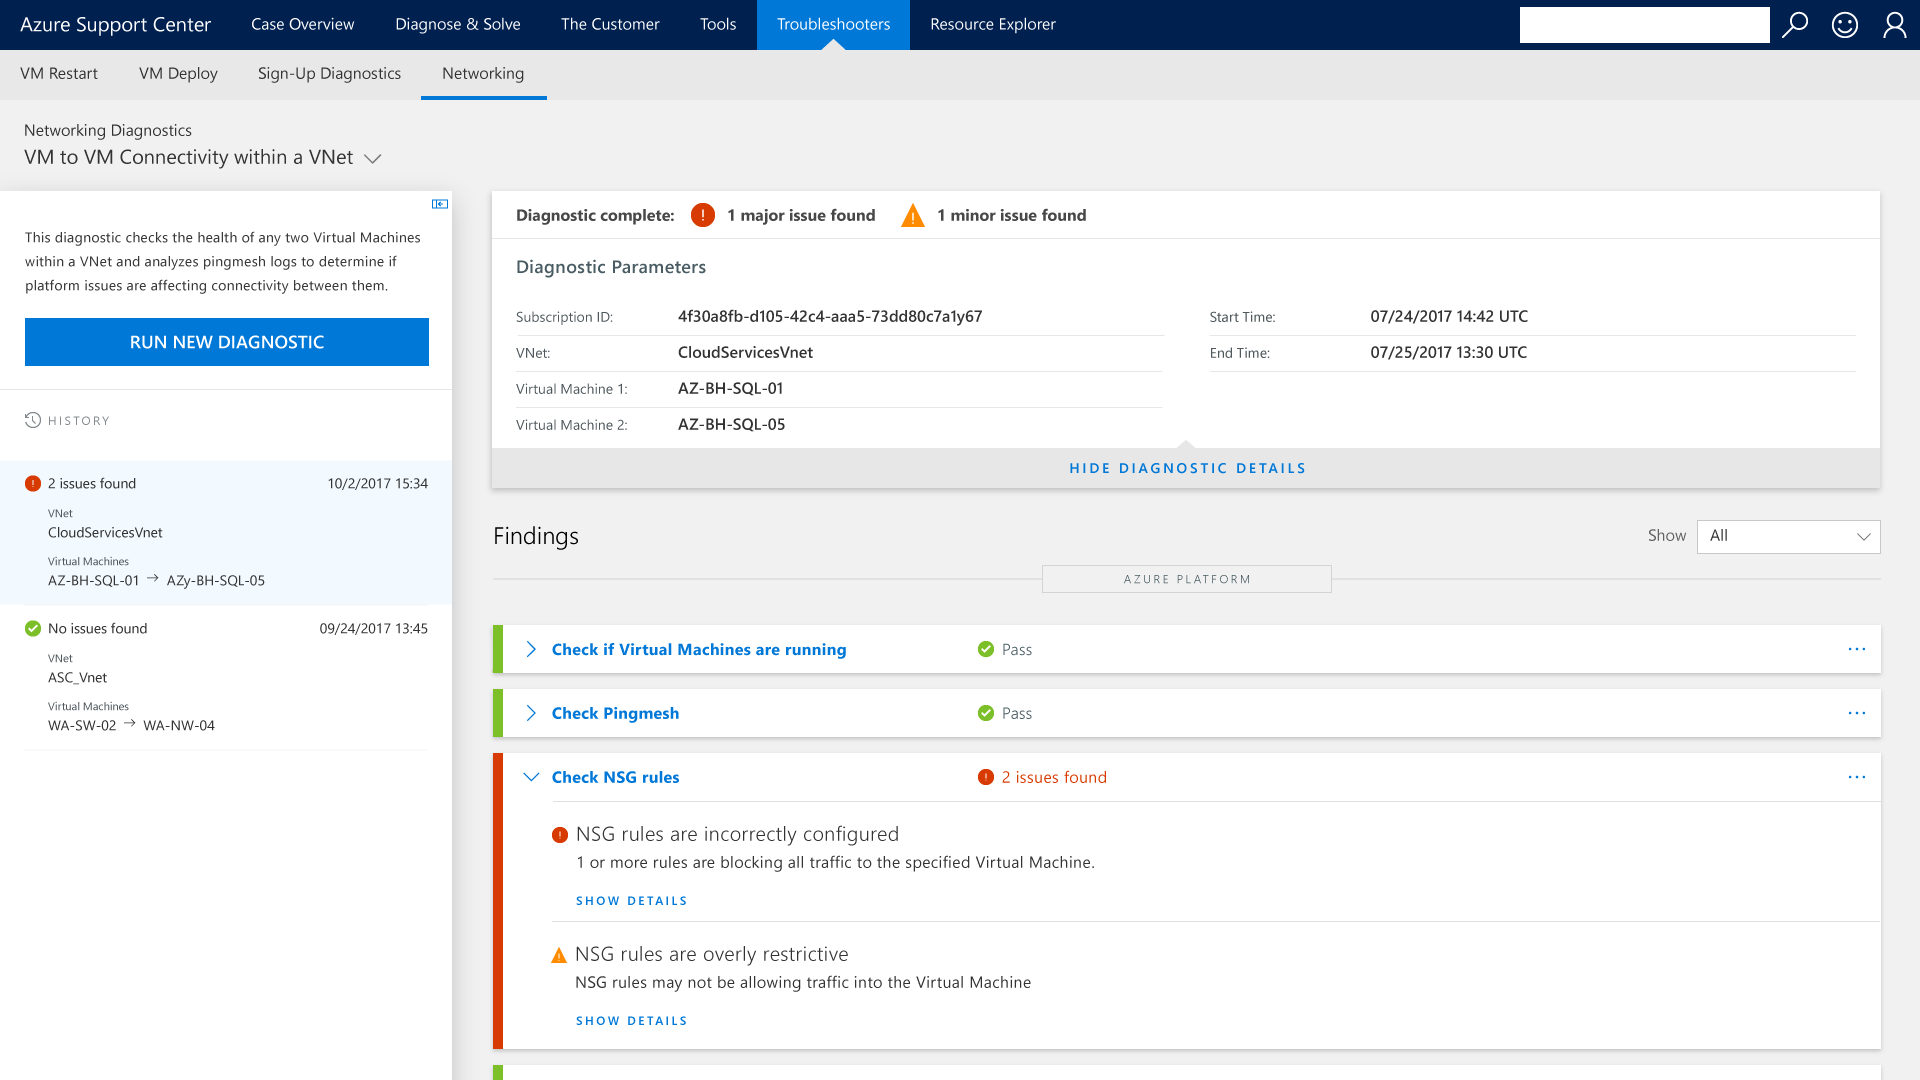 Azure Support Center
Case Overview
Diagnose & Solve
The Customer
Tools
Troubleshooters
Resource Explorer
VM Restart
VM Deploy
Sign-Up Diagnostics
Networking
Networking Diagnostics
VM to VM Connectivity within a VNet
This diagnostic checks the health of any two Virtual Machines
within a VNet and analyzes pingmesh logs to determine if
platform issues are affecting connectivity between them.
RUN NEW DIAGNOSTIC
HISTORY
2 issues found 10/2/2017 15:34
VNet
CloudServicesVnet
Virtual Machines
AZ-BH-SQL-01 → AZy-BH-SQL-05
No issues found 09/24/2017 13:45
VNet
ASC_Vnet
Virtual Machines
WA-SW-02 → WA-NW-04
Diagnostic complete: 1 major issue found 1 minor issue found
Diagnostic Parameters
Subscription ID: 4f30a8fb-d105-42c4-aaa5-73dd80c7a1y67
VNet: CloudServicesVnet
Virtual Machine 1: AZ-BH-SQL-01
Virtual Machine 2: AZ-BH-SQL-05
Start Time: 07/24/2017 14:42 UTC
End Time: 07/25/2017 13:30 UTC
HIDE DIAGNOSTIC DETAILS
Findings
Show All
AZURE PLATFORM
Check if Virtual Machines are running Pass
Check Pingmesh Pass
Check NSG rules 2 issues found
NSG rules are incorrectly configured
1 or more rules are blocking all traffic to the specified Virtual Machine.
SHOW DETAILS
NSG rules are overly restrictive
NSG rules may not be allowing traffic into the Virtual Machine
SHOW DETAILS